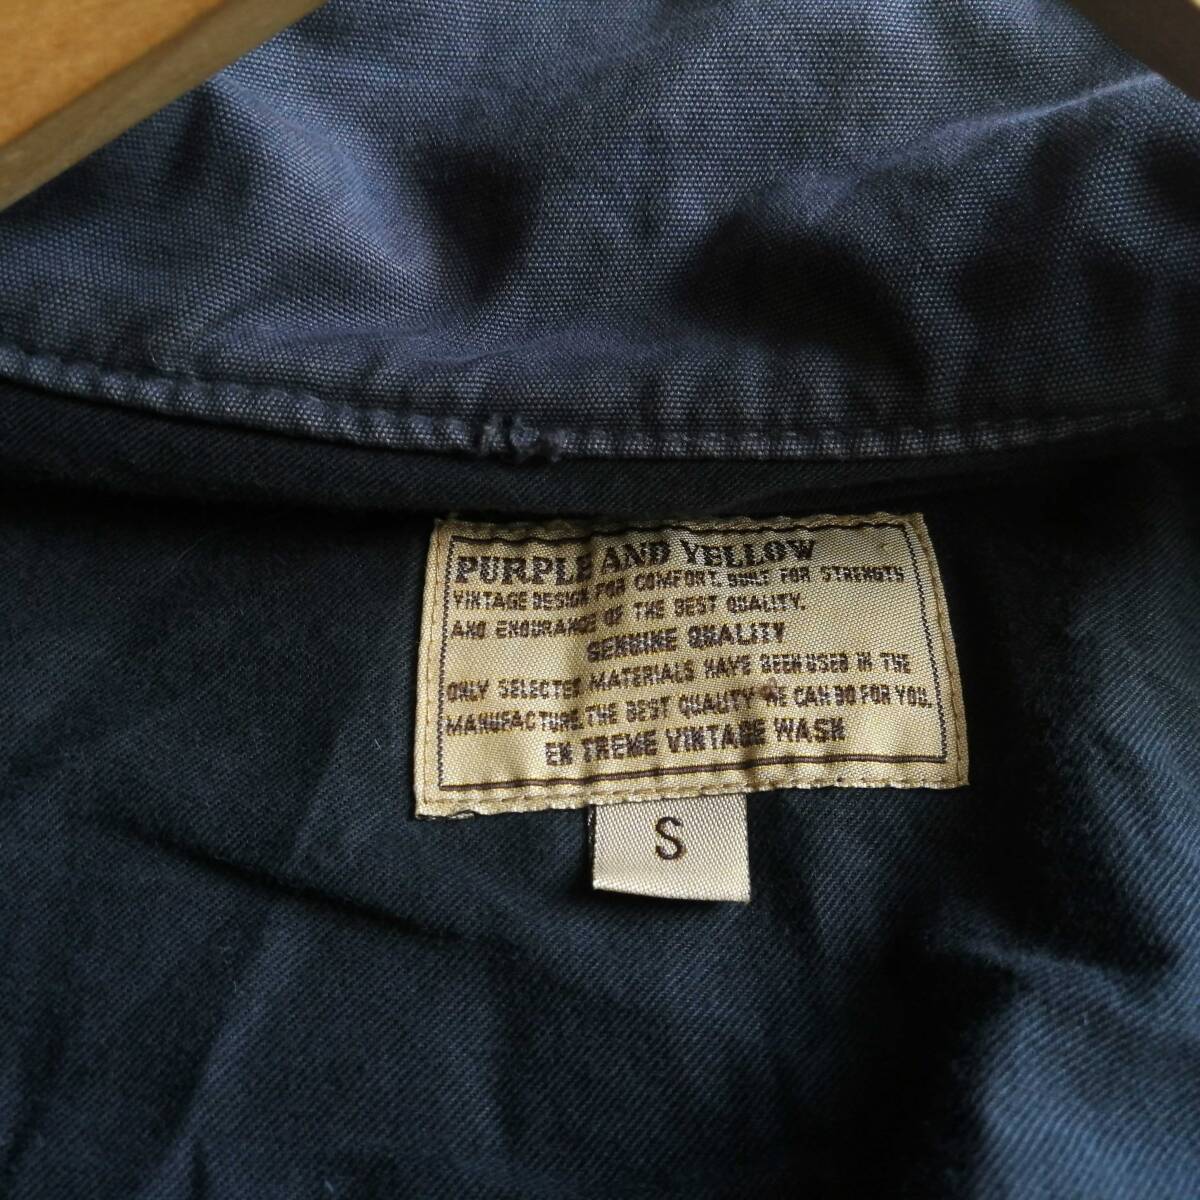 PURPLE AND YELLOW
VINTAGE DESIGN FOR COMFORT. BUILT FOR STRENGTH
AND ENDURANCE OF THE BEST QUALITY.
GENUINE QUALITY
ONLY SELECTED MATERIALS HAVE BEEN USED IN THE
MANUFACTURE. THE BEST QUALITY WE CAN DO FOR YOU.
EX TREME VINTAGE WASH
S